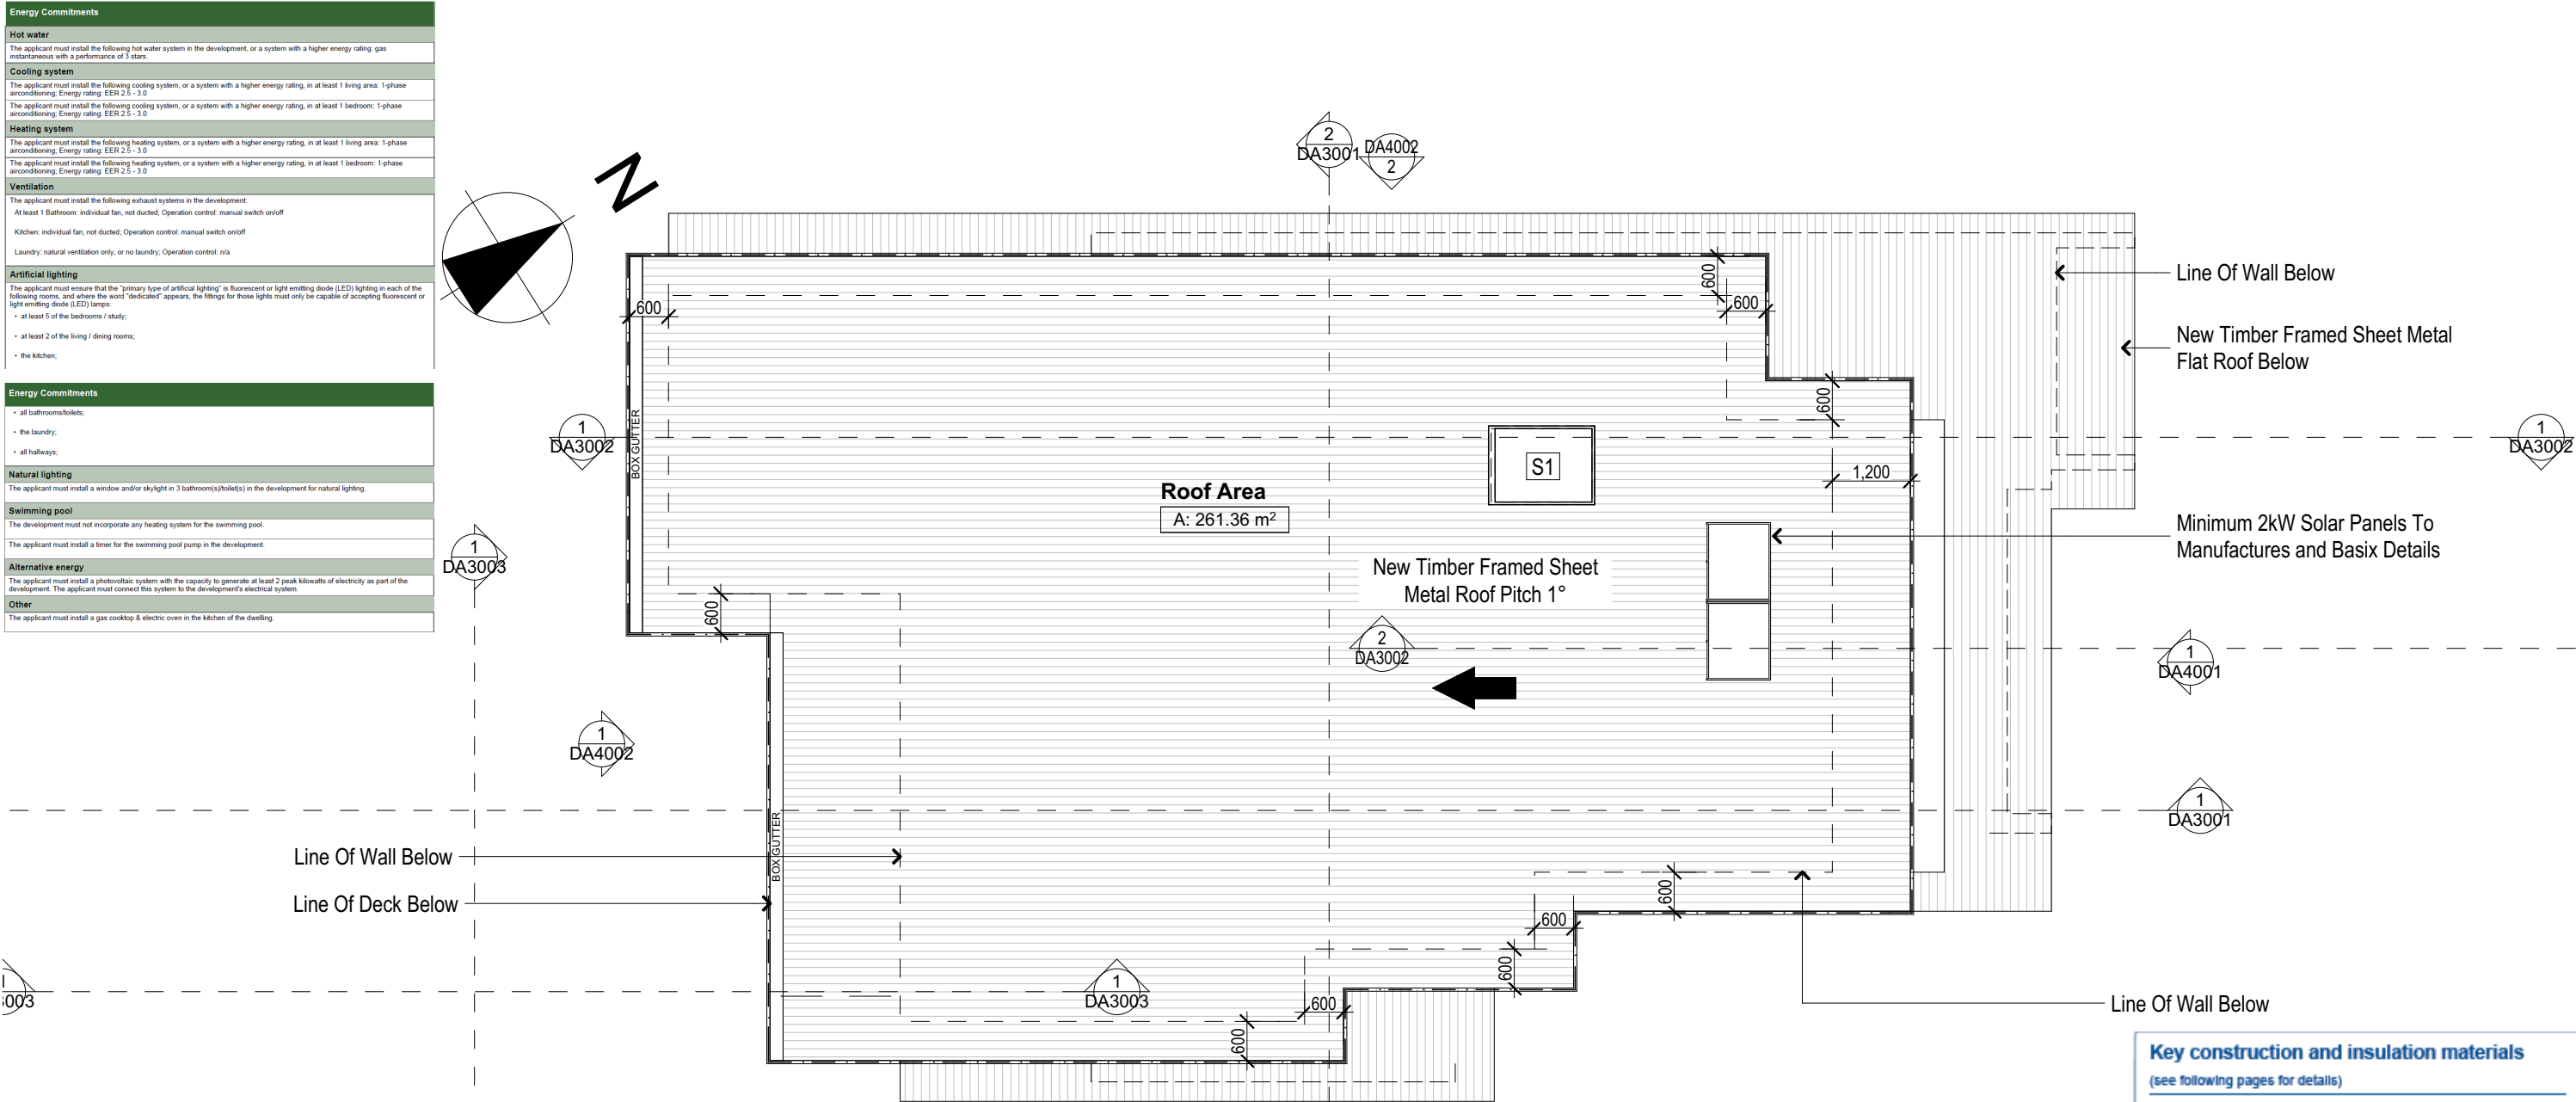 Energy Commitments
Hot water
The applicant must install the following hot water system in the development, or a system with a higher energy rating: gas
instantaneous with a performance of 3 stars.
Cooling system
The applicant must install the following cooling system, or a system with a higher energy rating, in at least 1 living area: 1-phase
airconditioning; Energy rating: EER 2.5 - 3.0
The applicant must install the following cooling system, or a system with a higher energy rating, in at least 1 bedroom: 1-phase
airconditioning; Energy rating: EER 2.5 - 3.0
Heating system
The applicant must install the following heating system, or a system with a higher energy rating, in at least 1 living area: 1-phase
airconditioning; Energy rating: EER 2.5 - 3.0
The applicant must install the following heating system, or a system with a higher energy rating, in at least 1 bedroom: 1-phase
airconditioning; Energy rating: EER 2.5 - 3.0
Ventilation
The applicant must install the following exhaust systems in the development:
At least 1 Bathroom: individual fan, not ducted; Operation control: manual switch on/off
Kitchen: individual fan, not ducted; Operation control: manual switch on/off
Laundry: natural ventilation only, or no laundry; Operation control: n/a
Artificial lighting
The applicant must ensure that the "primary type of artificial lighting" is fluorescent or light emitting diode (LED) lighting in each of the
following rooms, and where the word "dedicated" appears, the fittings for those lights must only be capable of accepting fluorescent or
light emitting diode (LED) lamps:
• at least 5 of the bedrooms / study;
• at least 2 of the living / dining rooms;
• the kitchen;
Energy Commitments
• all bathrooms/toilets;
• the laundry;
• all hallways;
Natural lighting
The applicant must install a window and/or skylight in 3 bathroom(s)/toilet(s) in the development for natural lighting.
Swimming pool
The development must not incorporate any heating system for the swimming pool.
The applicant must install a timer for the swimming pool pump in the development.
Alternative energy
The applicant must install a photovoltaic system with the capacity to generate at least 2 peak kilowatts of electricity as part of the
development. The applicant must connect this system to the development's electrical system.
Other
The applicant must install a gas cooktop & electric oven in the kitchen of the dwelling.
N
2
DA3001
DA4002
2
600
600
600
Line Of Wall Below
New Timber Framed Sheet Metal
Flat Roof Below
600
BOX GUTTER
1
DA3002
1
DA3002
S1
1,200
Roof Area
A: 261.36 m²
Minimum 2kW Solar Panels To
Manufactures and Basix Details
1
DA3003
New Timber Framed Sheet
Metal Roof Pitch 1°
600
2
DA3002
1
DA4001
1
DA4002
1
DA3001
BOX GUTTER
Line Of Wall Below
Line Of Deck Below
600
600
600
1
DA3003
003
600
600
Line Of Wall Below
Key construction and insulation materials
(see following pages for details)